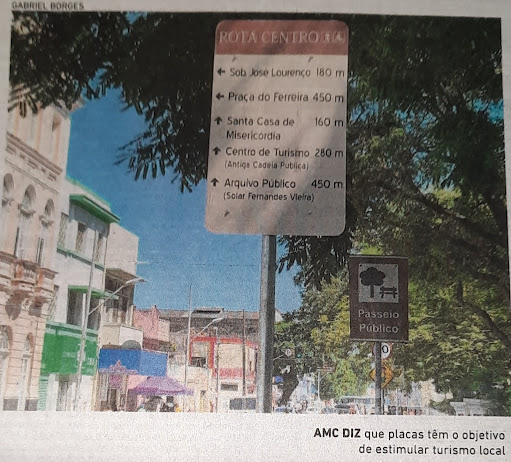 GABRIEL BORGES
ROTA CENTRO
← Sob. José Lourenço 180 m
← Praça do Ferreira 450 m
↑ Santa Casa de 160 m
Misericórdia
↑ Centro de Turismo 280 m
(Antiga Cadeia Pública)
↑ Arquivo Público 450 m
(Solar Fernandes Vieira)
Passeio
Público
AMC DIZ que placas têm o objetivo
de estimular turismo local